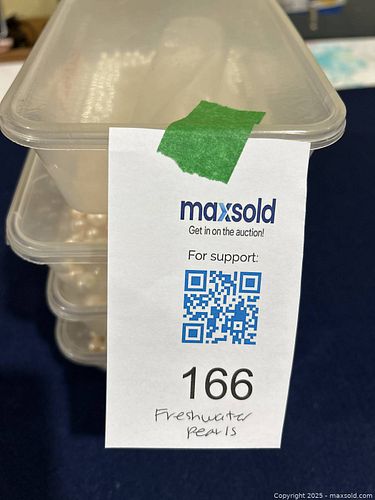 maxsold
Get in on the auction!
For support:
166
Freshwater
pearls
Copyright 2025 - maxsold.com